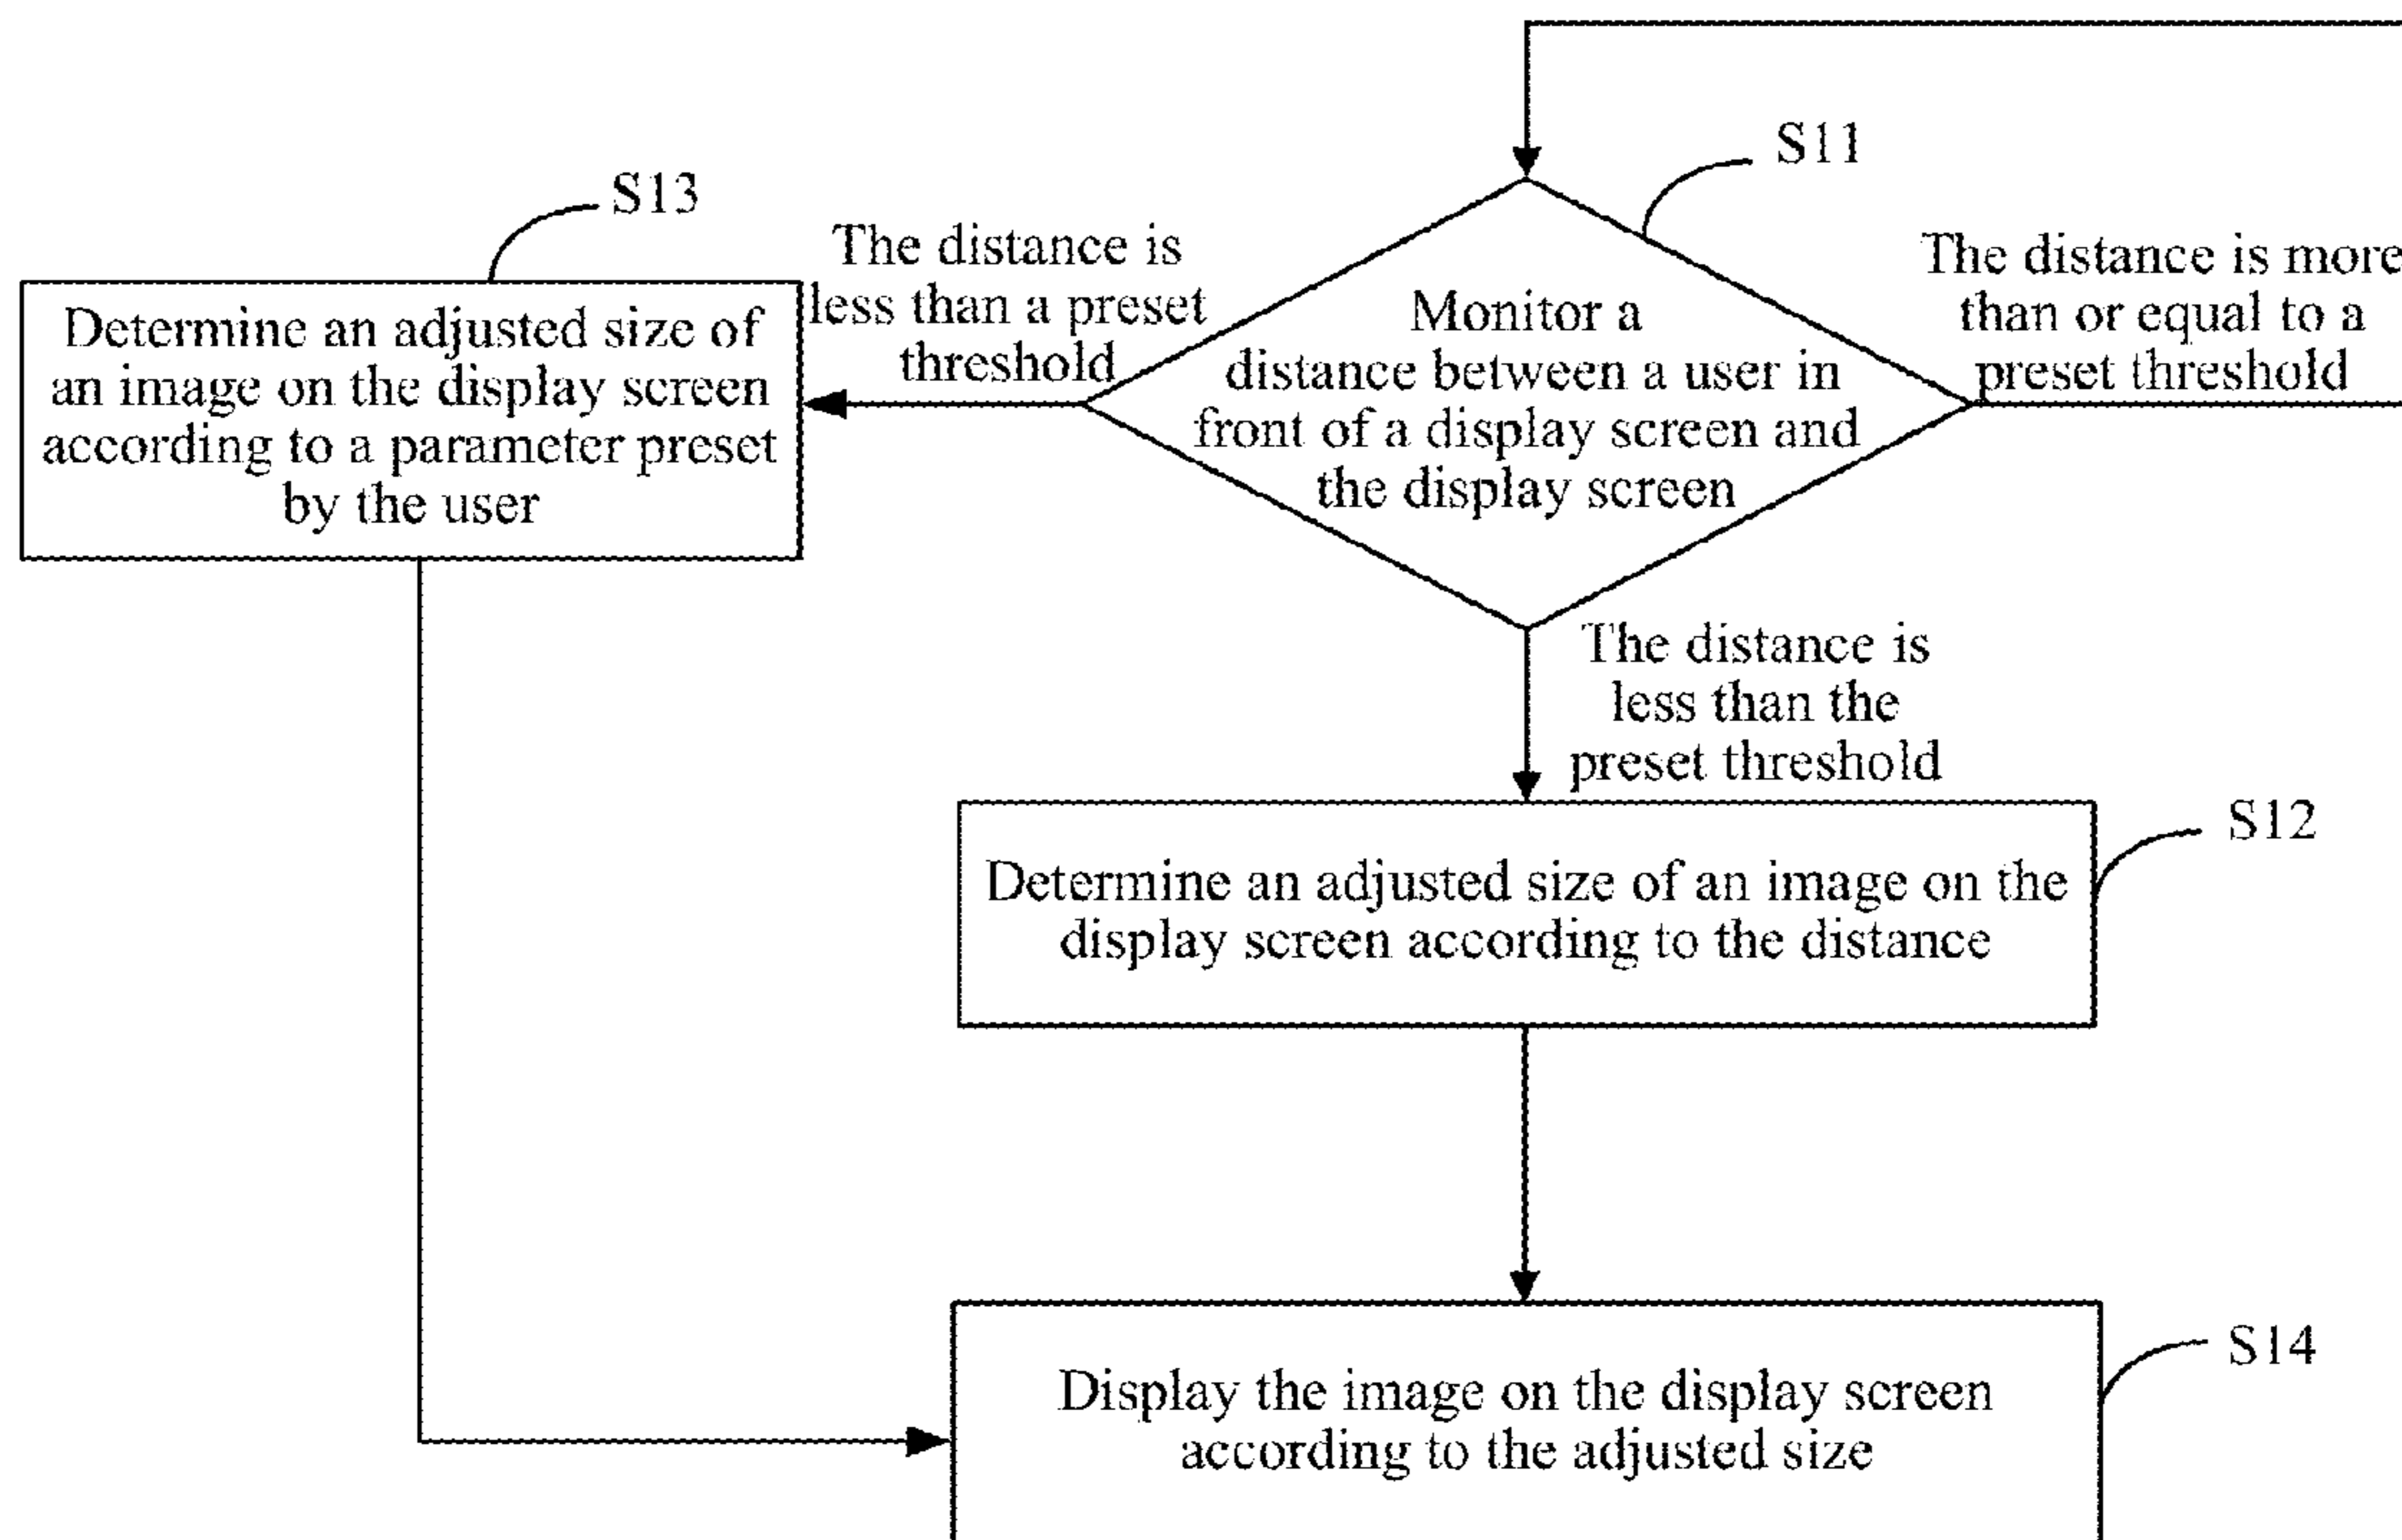 S11
S13
The distance is
less than a preset
threshold
The distance is more
than or equal to a
preset threshold
Determine an adjusted size of
an image on the display screen
according to a parameter preset
by the user
Monitor a
distance between a user in
front of a display screen and
the display screen
The distance is
less than the
preset threshold
S12
Determine an adjusted size of an image on the
display screen according to the distance
S14
Display the image on the display screen
according to the adjusted size